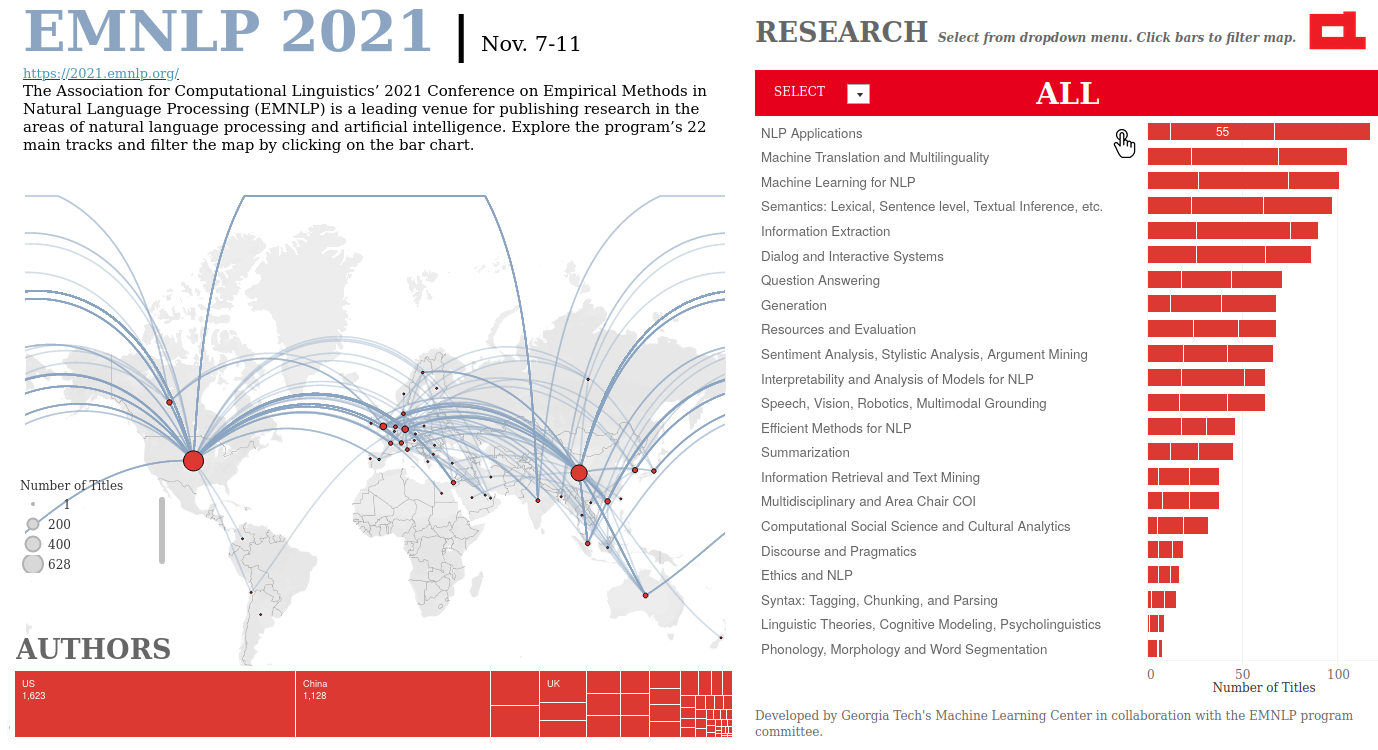 EMNLP 2021 | Nov. 7-11
https://2021.emnlp.org/
The Association for Computational Linguistics’ 2021 Conference on Empirical Methods in
Natural Language Processing (EMNLP) is a leading venue for publishing research in the
areas of natural language processing and artificial intelligence. Explore the program’s 22
main tracks and filter the map by clicking on the bar chart.
Number of Titles
1
200
400
628
AUTHORS
US
1,623
China
1,128
UK
RESEARCH Select from dropdown menu. Click bars to filter map.
SELECT
ALL
NLP Applications
55
Machine Translation and Multilinguality
Machine Learning for NLP
Semantics: Lexical, Sentence level, Textual Inference, etc.
Information Extraction
Dialog and Interactive Systems
Question Answering
Generation
Resources and Evaluation
Sentiment Analysis, Stylistic Analysis, Argument Mining
Interpretability and Analysis of Models for NLP
Speech, Vision, Robotics, Multimodal Grounding
Efficient Methods for NLP
Summarization
Information Retrieval and Text Mining
Multidisciplinary and Area Chair COI
Computational Social Science and Cultural Analytics
Discourse and Pragmatics
Ethics and NLP
Syntax: Tagging, Chunking, and Parsing
Linguistic Theories, Cognitive Modeling, Psycholinguistics
Phonology, Morphology and Word Segmentation
0 50 100
Number of Titles
Developed by Georgia Tech's Machine Learning Center in collaboration with the EMNLP program
committee.